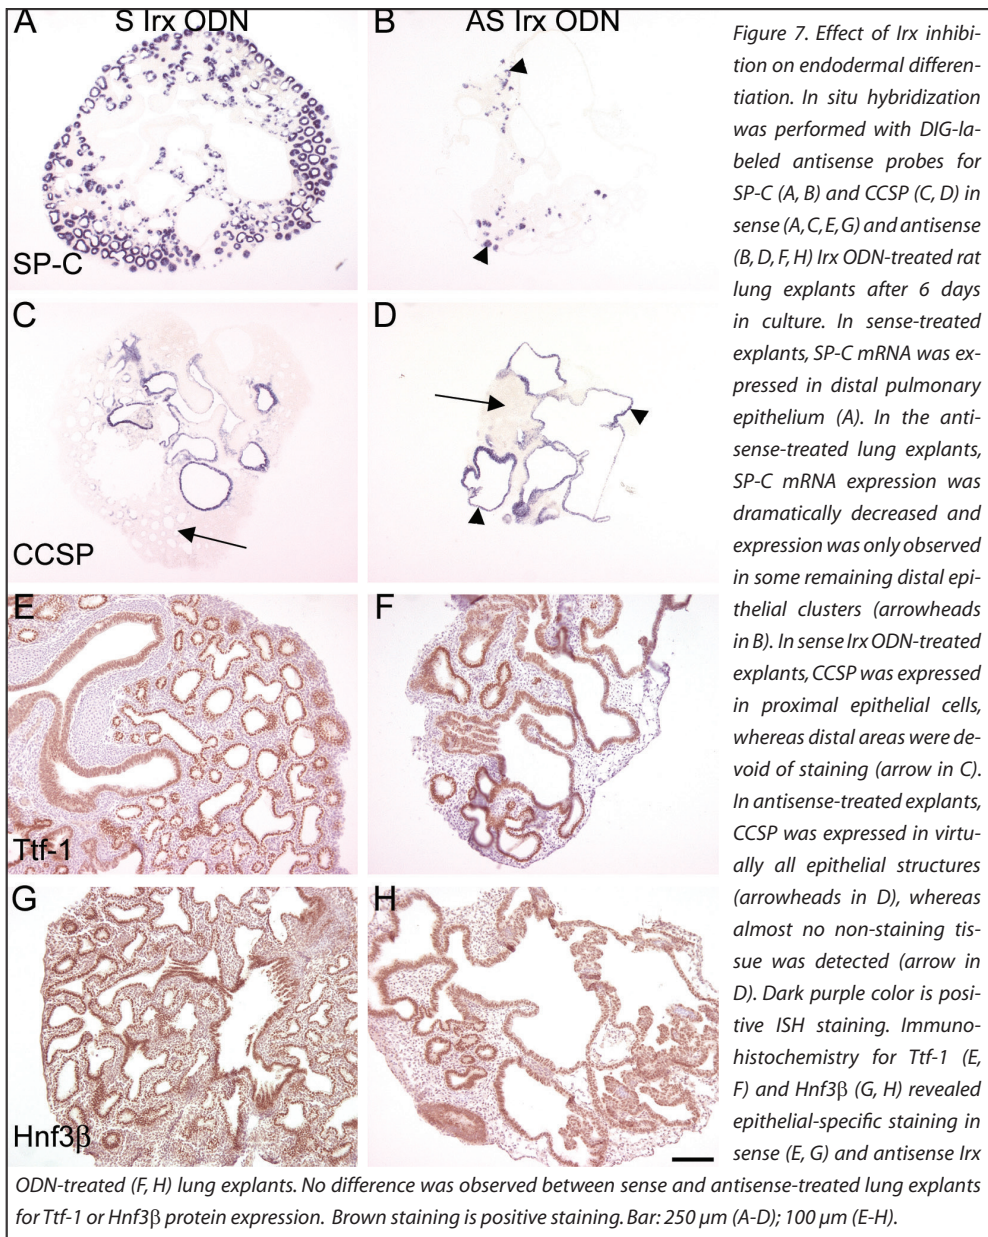 A
S Irx ODN
B
AS Irx ODN
SP-C
C
D
CCSP
E
F
Ttf-1
G
H
Hnf3β
Figure 7. Effect of Irx inhibi-
tion on endodermal differen-
tiation. In situ hybridization
was performed with DIG-la-
beled antisense probes for
SP-C (A, B) and CCSP (C, D) in
sense (A, C, E, G) and antisense
(B, D, F, H) Irx ODN-treated rat
lung explants after 6 days
in culture. In sense-treated
explants, SP-C mRNA was ex-
pressed in distal pulmonary
epithelium (A). In the anti-
sense-treated lung explants,
SP-C mRNA expression was
dramatically decreased and
expression was only observed
in some remaining distal epi-
thelial clusters (arrowheads
in B). In sense Irx ODN-treated
explants, CCSP was expressed
in proximal epithelial cells,
whereas distal areas were de-
void of staining (arrow in C).
In antisense-treated explants,
CCSP was expressed in virtu-
ally all epithelial structures
(arrowheads in D), whereas
almost no non-staining tis-
sue was detected (arrow in
D). Dark purple color is posi-
tive ISH staining. Immuno-
histochemistry for Ttf-1 (E,
F) and Hnf3β (G, H) revealed
epithelial-specific staining in
sense (E, G) and antisense Irx
ODN-treated (F, H) lung explants. No difference was observed between sense and antisense-treated lung explants
for Ttf-1 or Hnf3β protein expression. Brown staining is positive staining. Bar: 250 μm (A-D); 100 μm (E-H).